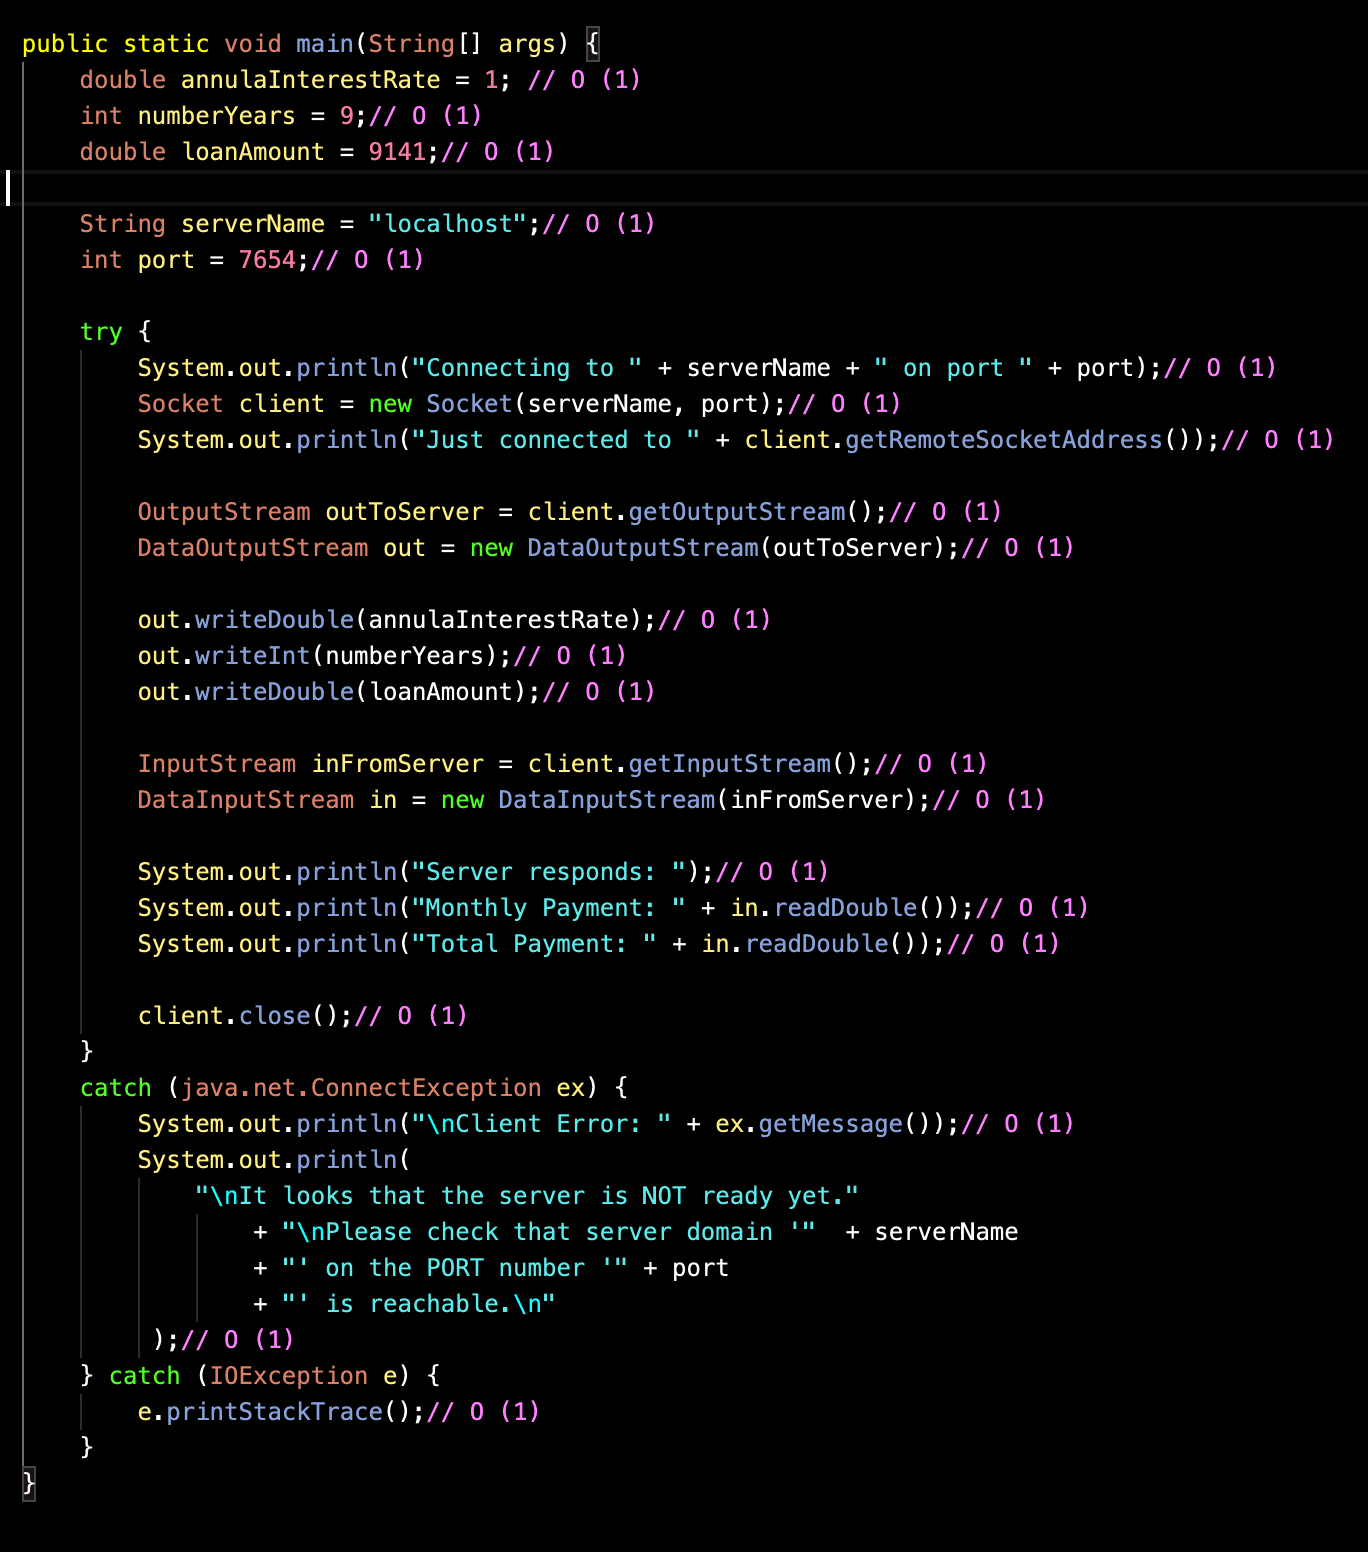 public static void main(String[] args) {
double annulaInterestRate = 1; // O (1)
int numberYears = 9;// O (1)
double loanAmount = 9141;// O (1)
String serverName = "localhost";// O (1)
int port = 7654;// O (1)
try {
System.out.println("Connecting to " + serverName + " on port " + port);// O (1)
Socket client = new Socket(serverName, port);// O (1)
System.out.println("Just connected to " + client.getRemoteSocketAddress());// O (1)
OutputStream outToServer = client.getOutputStream();// O (1)
DataOutputStream out = new DataOutputStream(outToServer);// O (1)
out.writeDouble(annulaInterestRate);// O (1)
out.writeInt(numberYears);// O (1)
out.writeDouble(loanAmount);// O (1)
InputStream inFromServer = client.getInputStream();// O (1)
DataInputStream in = new DataInputStream(inFromServer);// O (1)
System.out.println("Server responds: ");// O (1)
System.out.println("Monthly Payment: " + in.readDouble());// O (1)
System.out.println("Total Payment: " + in.readDouble());// O (1)
client.close();// O (1)
}
catch (java.net.ConnectException ex) {
System.out.println("\nClient Error: " + ex.getMessage());// O (1)
System.out.println(
"\nIt looks that the server is NOT ready yet."
+ "\nPlease check that server domain '"  + serverName
+ "' on the PORT number '" + port
+ "' is reachable.\n"
);// O (1)
} catch (IOException e) {
e.printStackTrace();// O (1)
}
}